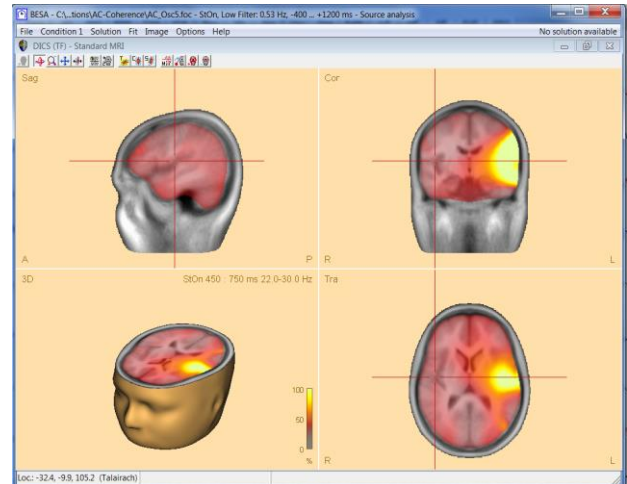 BESA - C:\...tions\AC-Coherence\AC_Osc5.foc - StOn, Low Filter: 0.53 Hz, -400 ... +1200 ms - Source analysis
File Condition 1 Solution Fit Image Options Help No solution available
DICS (TF) - Standard MRI
Sag
A P
Cor
R L
3D StOn 450 : 750 ms 22.0-30.0 Hz
100
50
0
%
Tra
R L
Loc.: -32.4, -9.9, 105.2 (Talairach)